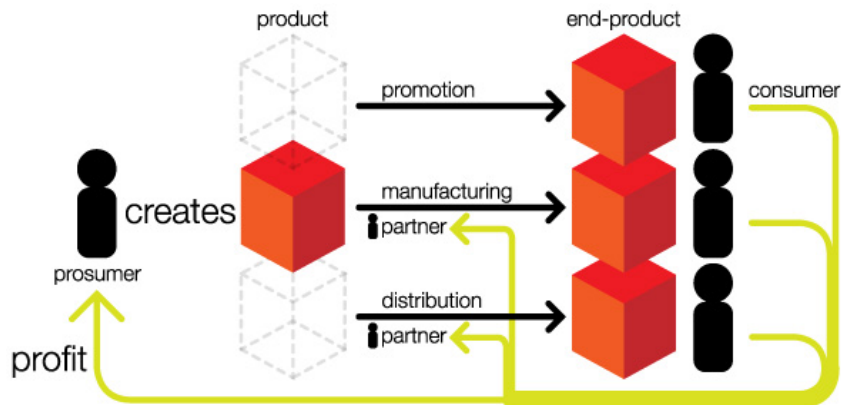 product
end-product
promotion
consumer
creates
manufacturing
partner
prosumer
distribution
partner
profit